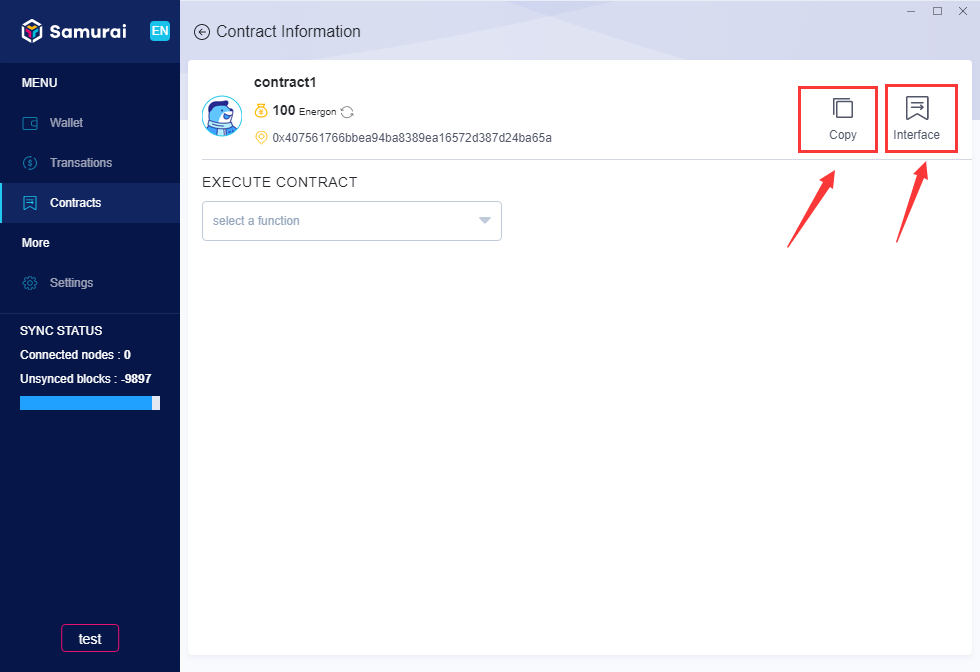 Samurai
EN
MENU
Wallet
Transations
Contracts
More
Settings
SYNC STATUS
Connected nodes : 0
Unsynced blocks : -9897
test
Contract Information
contract1
100 Energon
0x407561766bbea94ba8389ea16572d387d24ba65a
Copy
Interface
EXECUTE CONTRACT
select a function